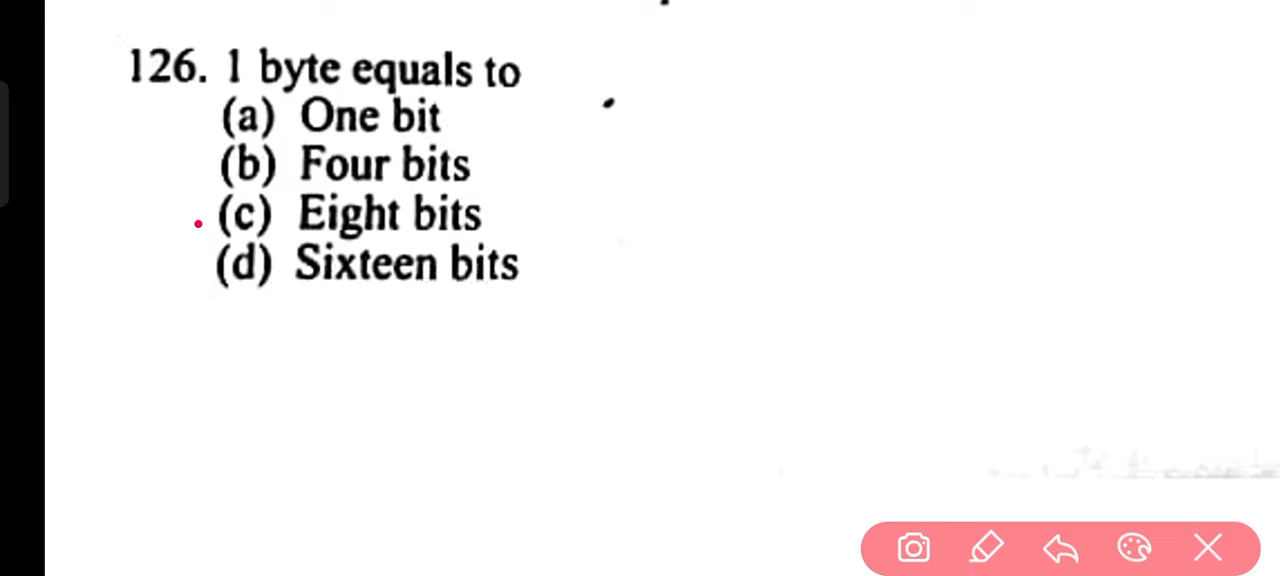 126. 1 byte equals to
(a) One bit
(b) Four bits
(c) Eight bits
(d) Sixteen bits